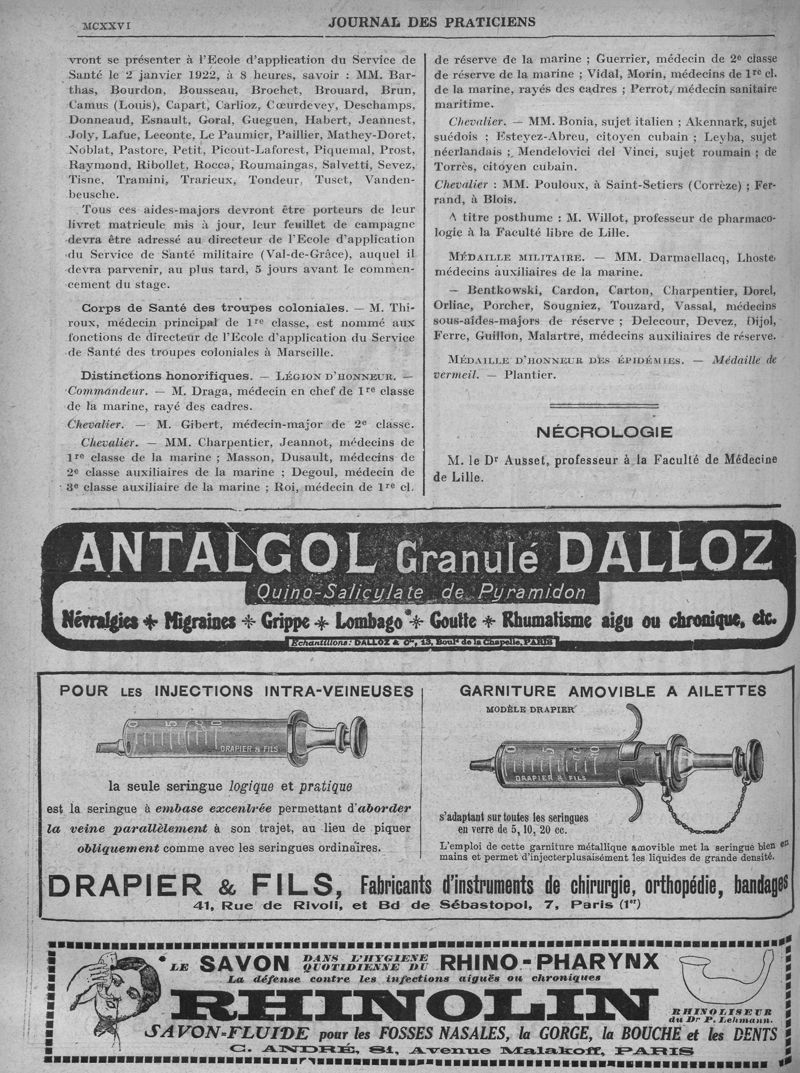 MCXXVI
JOURNAL DES PRATICIENS
vront se présenter à l'Ecole d'application du Service de
Santé le 2 janvier 1922, à 8 heures, savoir : MM. Bar-
thas, Bourdon, Bousseau, Brochet, Brouard, Brun,
Camus (Louis), Capart, Carlioz, Cœurdevey, Deschamps,
Donneaud, Esnault, Goral, Gueguen, Habert, Jeannest,
Joly, Lafue, Leconte, Le Paumier, Paillier, Mathey-Doret,
Noblat, Pastore, Petit, Picout-Laforest, Piquemal, Prost,
Raymond, Ribollet, Rocca, Roumaingas, Salvetti, Sevez,
Tisne, Tramini, Trarieux, Tondeur, Tuset, Vanden-
beusche.
Tous ces aides-majors devront être porteurs de leur
livret matricule mis à jour, leur feuillet de campagne
devra être adressé au directeur de l'Ecole d'application
du Service de Santé militaire (Val-de-Grâce), auquel il
devra parvenir, au plus tard, 5 jours avant le commen-
cement du stage.
Corps de Santé des troupes coloniales. — M. Thi-
roux, médecin principal de 1re classe, est nommé aux
fonctions de directeur de l'Ecole d'application du Service
de Santé des troupes coloniales à Marseille.
Distinctions honorifiques. — LÉGION D'HONNEUR. —
Commandeur. — M. Draga, médecin en chef de 1re classe
de la marine, rayé des cadres.
Chevalier. — M. Gibert, médecin-major de 2e classe.
Chevalier. — MM. Charpentier, Jeannot, médecins de
1re classe de la marine ; Masson, Dusault, médecins de
2e classe auxiliaires de la marine ; Degoul, médecin de
3e classe auxiliaire de la marine ; Roi, médecin de 1re cl.
de réserve de la marine ; Guerrier, médecin de 2e classe
de réserve de la marine ; Vidal, Morin, médecins de 1re cl.
de la marine, rayés des cadres ; Perrot, médecin sanitaire
maritime.
Chevalier. — MM. Bonia, sujet italien ; Akennark, sujet
suédois ; Esteyez-Abreu, citoyen cubain ; Leyba, sujet
néerlandais ; Mendelovici del Vinci, sujet roumain ; de
Torrès, citoyen cubain.
Chevalier : MM. Pouloux, à Saint-Setiers (Corrèze) ; Fer-
rand, à Blois.
A titre posthume : M. Willot, professeur de pharmaco-
logie à la Faculté libre de Lille.
MÉDAILLE MILITAIRE. — MM. Darmaellacq, Lhoste
médecins auxiliaires de la marine.
— Bentkowski, Cardon, Carton, Charpentier, Dorel,
Orliac, Porcher, Sougniez, Touzard, Vassal, médecins
sous-aides-majors de réserve ; Delecour, Devez, Dijol,
Ferre, Guillon, Malartre, médecins auxiliaires de réserve.
MÉDAILLE D'HONNEUR DES ÉPIDÉMIES. — Médaille de
vermeil. — Plantier.
NÉCROLOGIE
M. le Dr Ausset, professeur à la Faculté de Médecine
de Lille.
ANTALGOL Granulé DALLOZ
Quino-Salicylate de Pyramidon
Névralgies * Migraines * Grippe * Lombago * Goutte * Rhumatisme aigu ou chronique, etc.
Echantillons : DALLOZ & Cie, 13, Boulᵈ de la Chapelle, PARIS
POUR LES INJECTIONS INTRA-VEINEUSES
0 5 10 20
DRAPIER & FILS
la seule seringue logique et pratique
est la seringue à embase excentrée permettant d'aborder
la veine parallèlement à son trajet, au lieu de piquer
obliquement comme avec les seringues ordinaires.
GARNITURE AMOVIBLE A AILETTES
MODÈLE DRAPIER
0 5 10 20
DRAPIER & FILS
s'adaptant sur toutes les seringues
en verre de 5, 10, 20 cc.
L'emploi de cette garniture métallique amovible met la seringue bien en
mains et permet d'injecterplusaisément les liquides de grande densité.
DRAPIER & FILS, Fabricants d'instruments de chirurgie, orthopédie, bandages
41, Rue de Rivoli, et Bd de Sébastopol, 7, Paris (1er)
LE SAVON DANS L'HYGIENE QUOTIDIENNE DU RHINO-PHARYNX
La défense contre les infections aiguës ou chroniques
RHINOLIN
RHINOLISEUR
du Dr P. Lehmann.
SAVON-FLUIDE pour les FOSSES NASALES, la GORGE, la BOUCHE et les DENTS
C. ANDRÉ, 81, Avenue Malakoff, PARIS